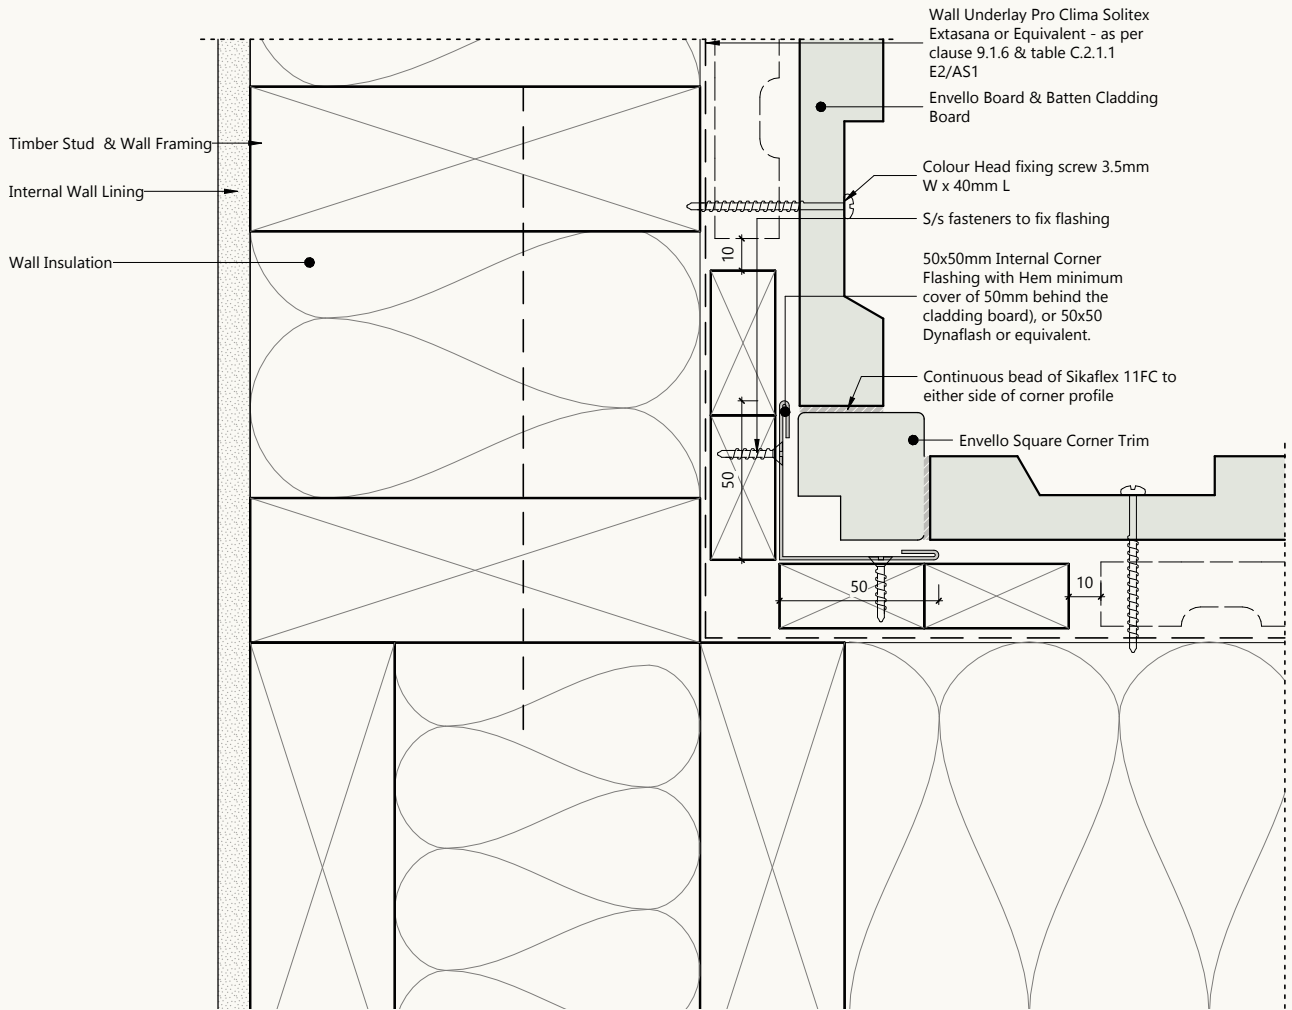 Wall Underlay Pro Clima Solitex
Extasana or Equivalent - as per
clause 9.1.6 & table C.2.1.1
E2/AS1
Envello Board & Batten Cladding
Board
Timber Stud & Wall Framing
Colour Head fixing screw 3.5mm
W x 40mm L
Internal Wall Lining
S/s fasteners to fix flashing
10
Wall Insulation
50x50mm Internal Corner
Flashing with Hem minimum
cover of 50mm behind the
cladding board), or 50x50
Dynaflash or equivalent.
Continuous bead of Sikaflex 11FC to
either side of corner profile
Envello Square Corner Trim
50
50
10